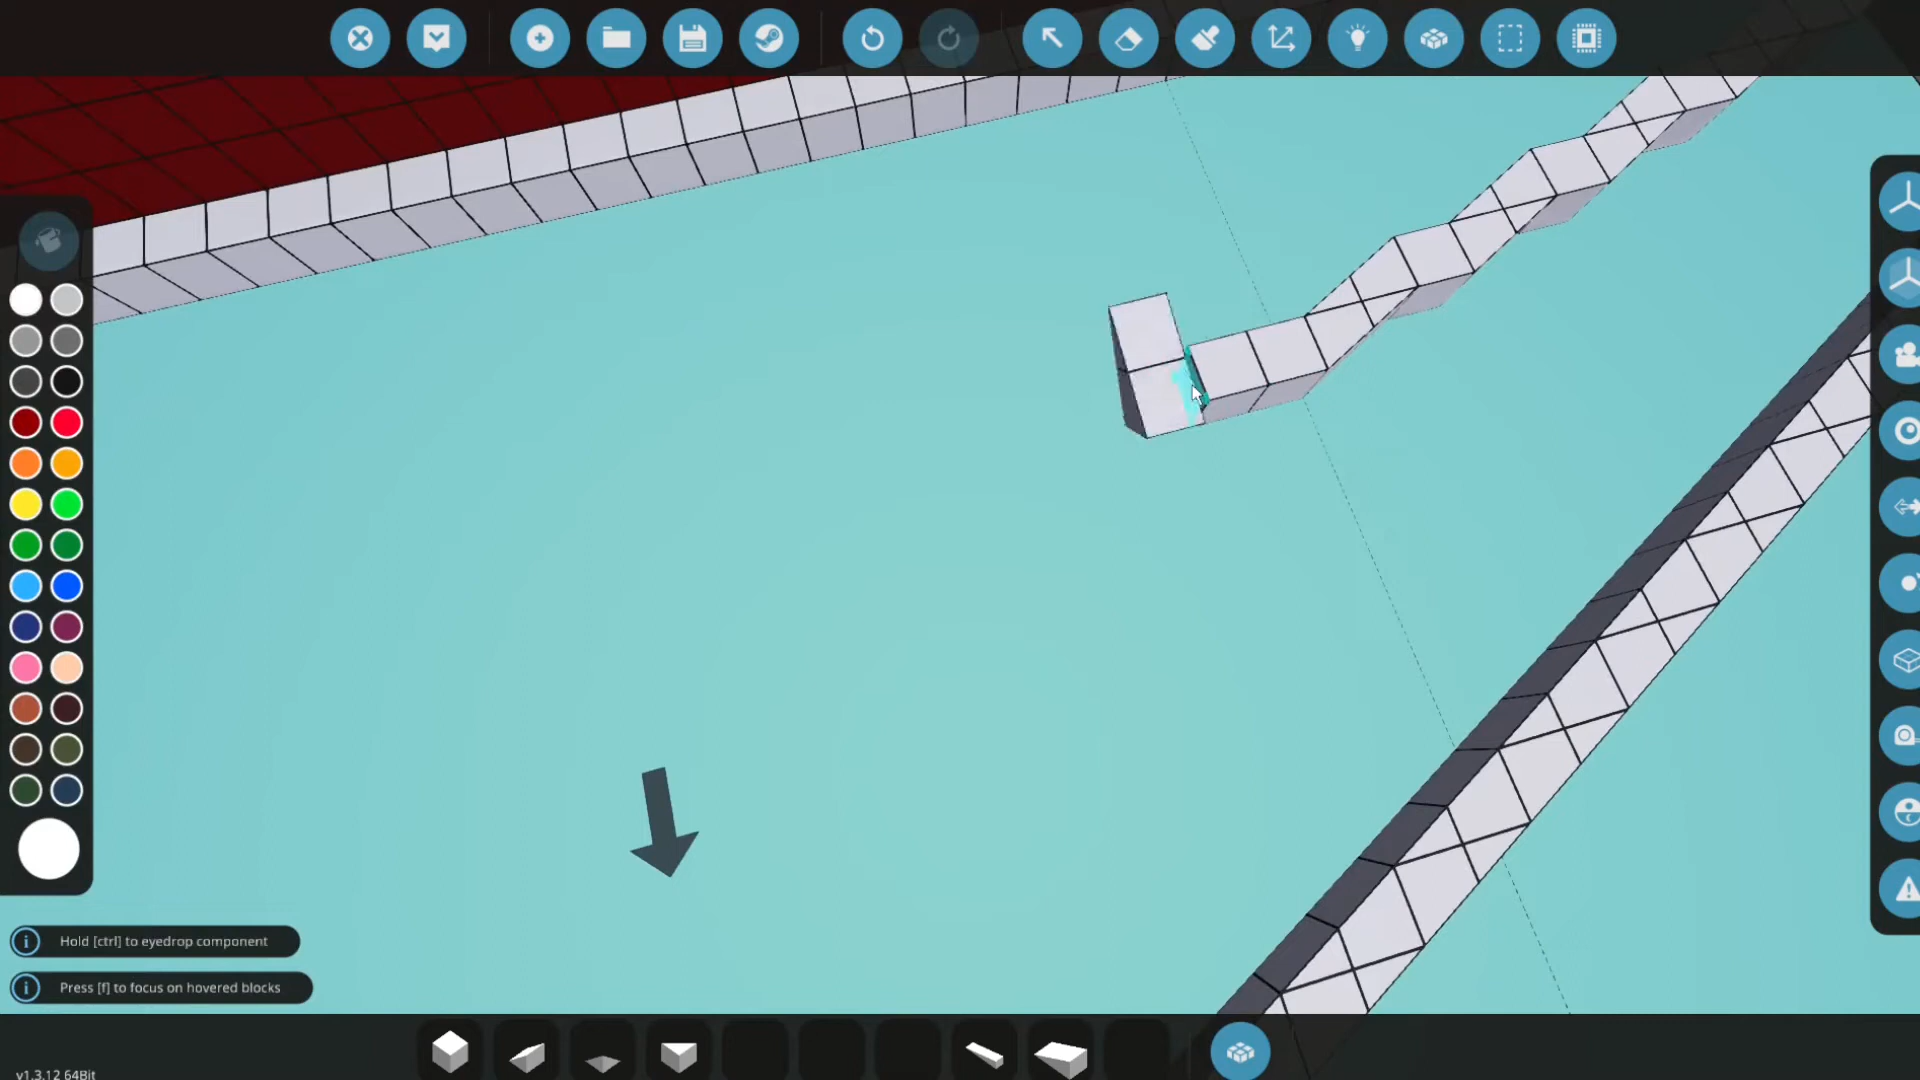 Hold [ctrl] to eyedrop component
Press [f] to focus on hovered blocks
v1.3.12 64Bit